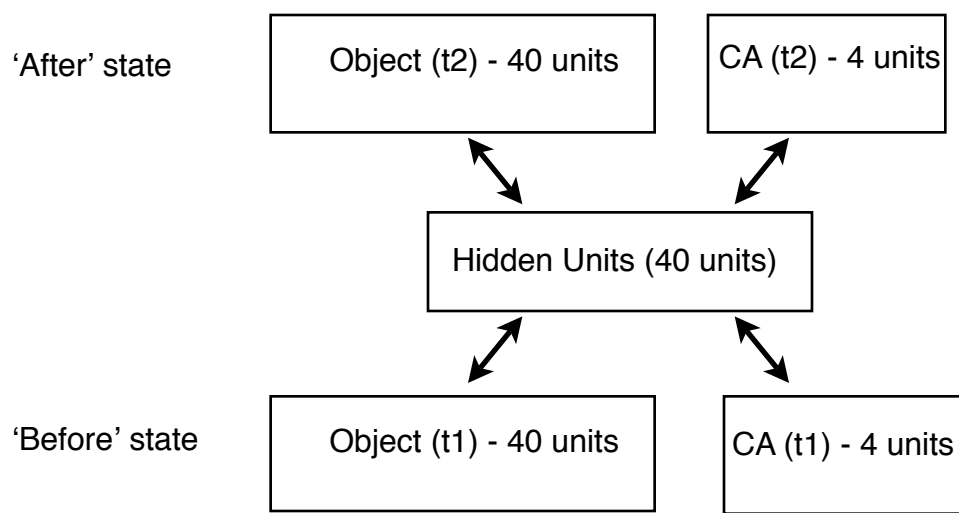 ‘After’ state
Object (t2) - 40 units
CA (t2) - 4 units
Hidden Units (40 units)
‘Before’ state
Object (t1) - 40 units
CA (t1) - 4 units